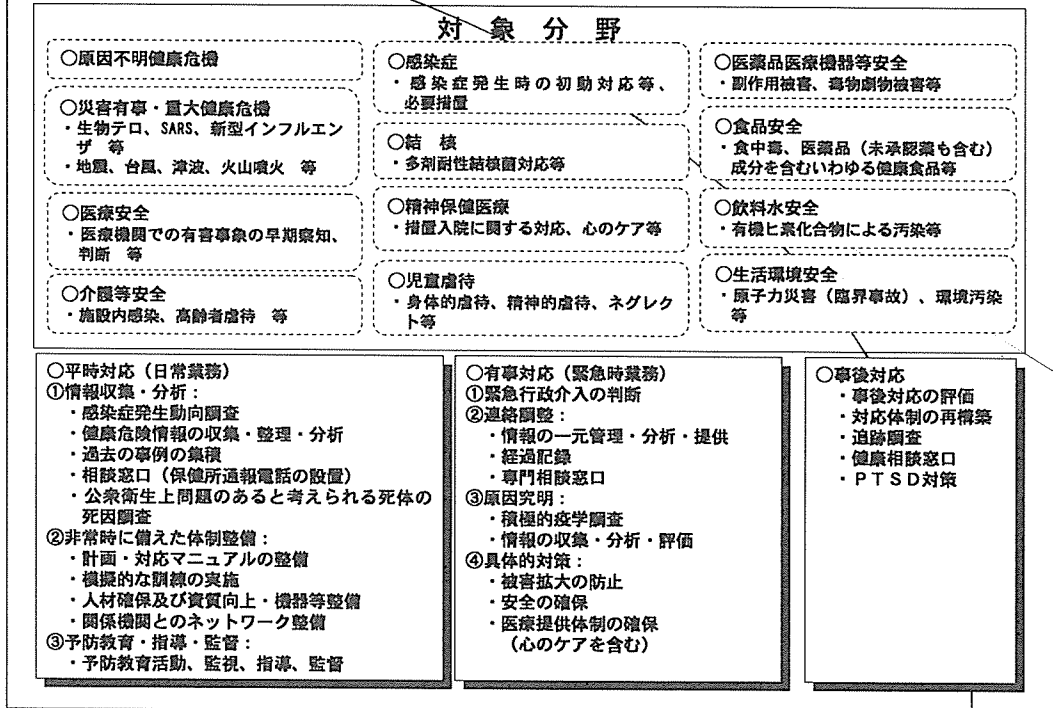 対象分野
○原因不明健康危機
○災害有事・重大健康危機
・生物テロ、SARS、新型インフルエン
ザ 等
・地震、台風、津波、火山噴火 等
○医療安全
・医療機関での有害事象の早期察知、
判断 等
○介護等安全
・施設内感染、高齢者虐待 等
○感染症
・感染症発生時の初動対応等、
必要措置
○結 核
・多剤耐性結核菌対応等
○精神保健医療
・措置入院に関する対応、心のケア等
○児童虐待
・身体的虐待、精神的虐待、ネグレク
ト等
○医薬品医療機器等安全
・副作用被害、毒物劇物被害等
○食品安全
・食中毒、医薬品（未承認薬も含む）
成分を含むいわゆる健康食品等
○飲料水安全
・有機ヒ素化合物による汚染等
○生活環境安全
・原子力災害（臨界事故）、環境汚染
等
○平時対応（日常業務）
①情報収集・分析：
・感染症発生動向調査
・健康危険情報の収集・整理・分析
・過去の事例の集積
・相談窓口（保健所通報電話の設置）
・公衆衛生上問題のあると考えられる死体の
死因調査
②非常時に備えた体制整備：
・計画・対応マニュアルの整備
・模擬的な訓練の実施
・人材確保及び資質向上・機器等整備
・関係機関とのネットワーク整備
③予防教育・指導・監督：
・予防教育活動、監視、指導、監督
○有事対応（緊急時業務）
①緊急行政介入の判断
②連絡調整：
・情報の一元管理・分析・提供
・経過記録
・専門相談窓口
③原因究明：
・積極的疫学調査
・情報の収集・分析・評価
④具体的対策：
・被害拡大の防止
・安全の確保
・医療提供体制の確保
（心のケアを含む）
○事後対応
・事後対応の評価
・対応体制の再構築
・追跡調査
・健康相談窓口
・ＰＴＳＤ対策